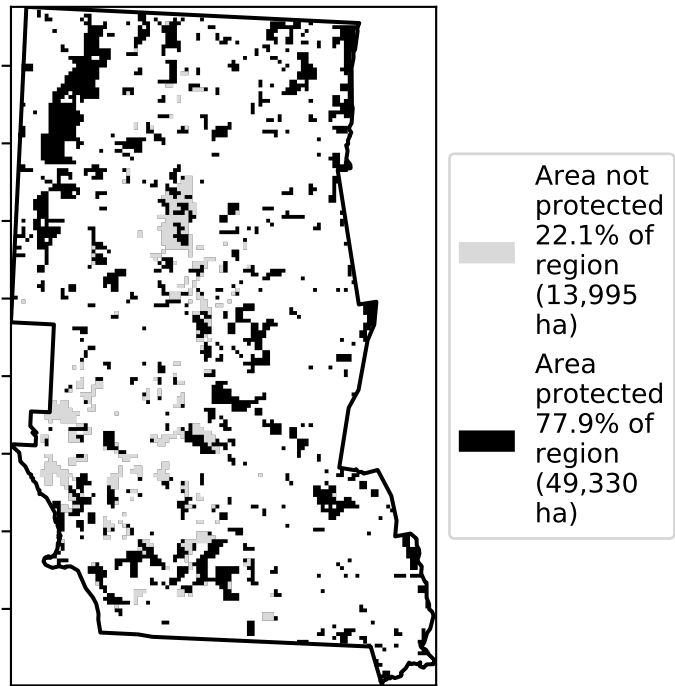 Area not
protected
22.1% of
region
(13,995
ha)
Area
protected
77.9% of
region
(49,330
ha)